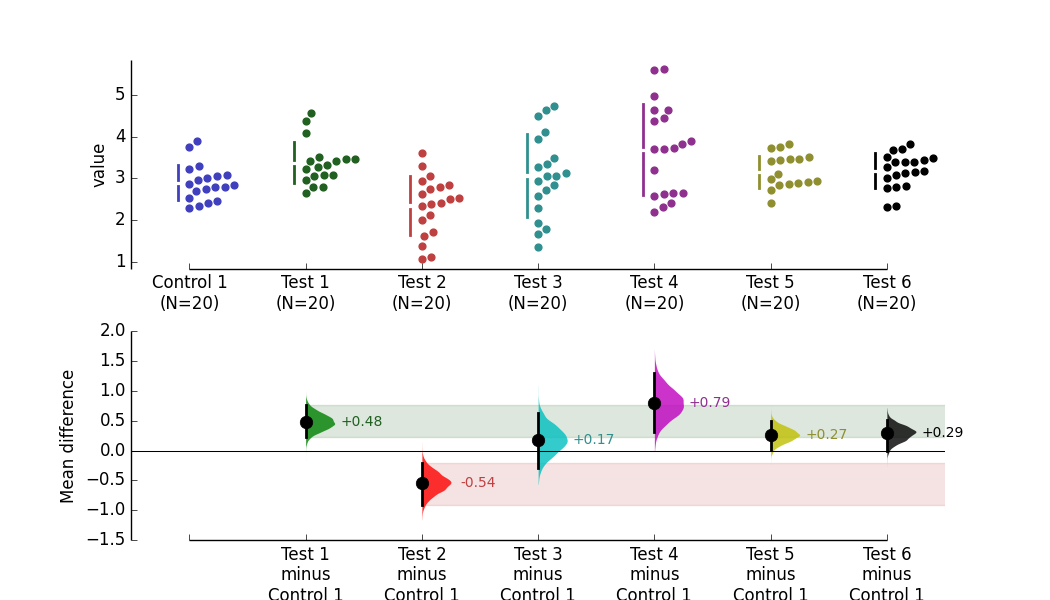 value
5
4
3
2
1
Control 1 Test 1 Test 2 Test 3 Test 4 Test 5 Test 6
(N=20) (N=20) (N=20) (N=20) (N=20) (N=20) (N=20)
Mean difference
2.0
1.5
1.0
0.5
0.0
−0.5
−1.0
−1.5
+0.48
-0.54
+0.17
+0.79
+0.27
+0.29
Test 1 Test 2 Test 3 Test 4 Test 5 Test 6
minus minus minus minus minus minus
Control 1 Control 1 Control 1 Control 1 Control 1 Control 1